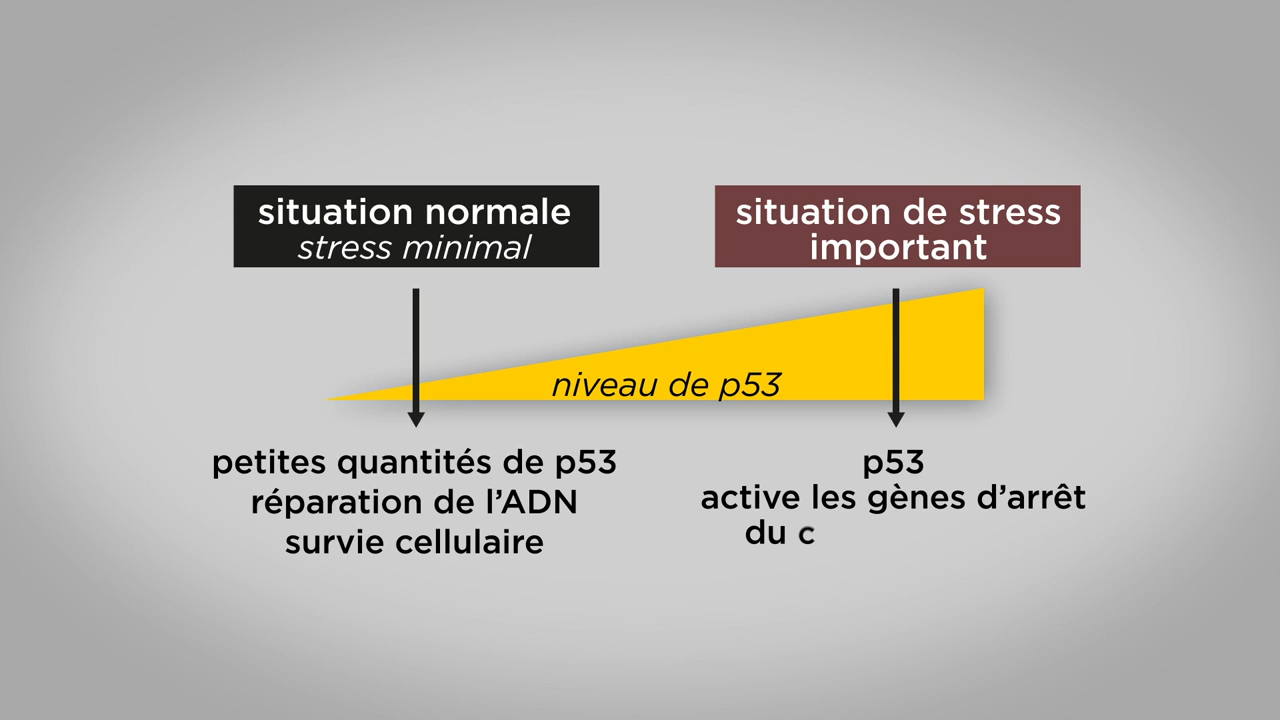 situation normale
stress minimal
situation de stress
important
niveau de p53
petites quantités de p53
réparation de l’ADN
survie cellulaire
p53
active les gènes d’arrêt
du c